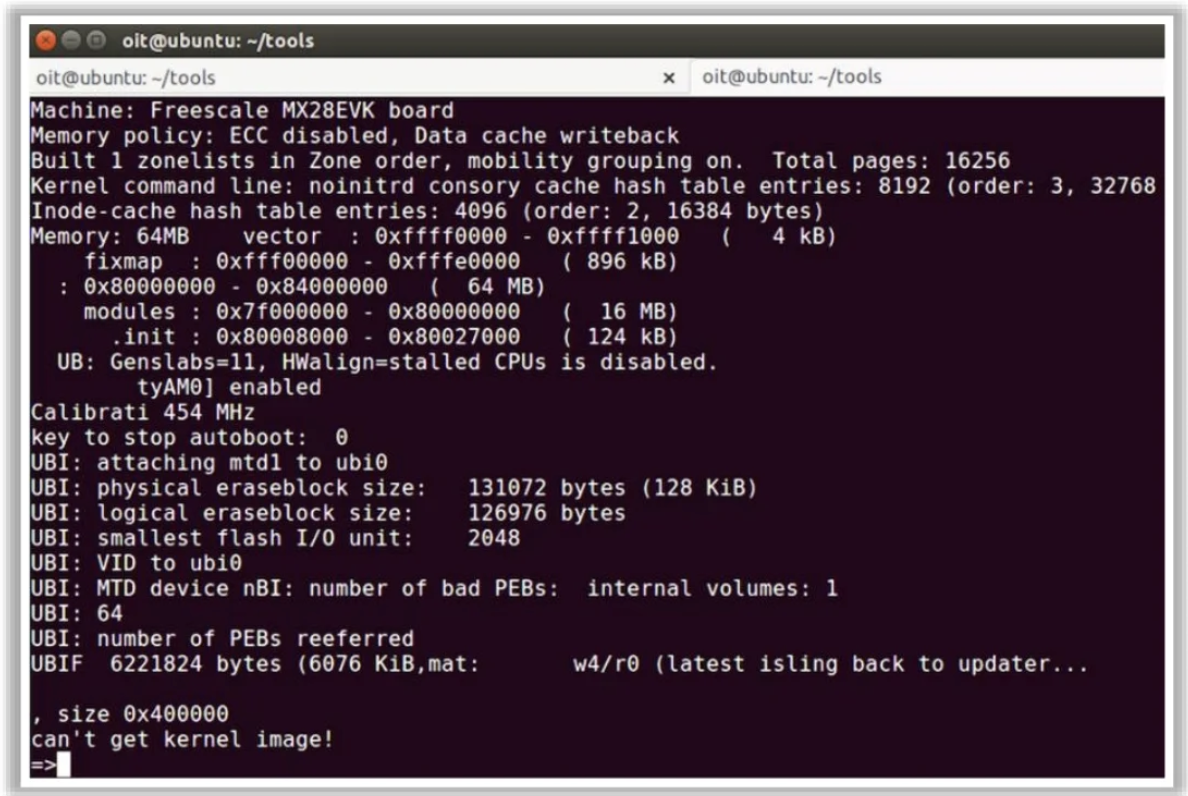 oit@ubuntu: ~/tools
oit@ubuntu: ~/tools × oit@ubuntu: ~/tools
Machine: Freescale MX28EVK board
Memory policy: ECC disabled, Data cache writeback
Built 1 zonelists in Zone order, mobility grouping on.  Total pages: 16256
Kernel command line: noinitrd consory cache hash table entries: 8192 (order: 3, 32768
Inode-cache hash table entries: 4096 (order: 2, 16384 bytes)
Memory: 64MB    vector  : 0xffff0000 - 0xffff1000   (   4 kB)
    fixmap  : 0xfff00000 - 0xfffe0000   ( 896 kB)
  : 0x80000000 - 0x84000000   (  64 MB)
    modules : 0x7f000000 - 0x80000000   (  16 MB)
      .init : 0x80008000 - 0x80027000   ( 124 kB)
  UB: Genslabs=11, HWalign=stalled CPUs is disabled.
        tyAM0] enabled
Calibrati 454 MHz
key to stop autoboot:  0
UBI: attaching mtd1 to ubi0
UBI: physical eraseblock size:   131072 bytes (128 KiB)
UBI: logical eraseblock size:    126976 bytes
UBI: smallest flash I/O unit:    2048
UBI: VID to ubi0
UBI: MTD device nBI: number of bad PEBs:  internal volumes: 1
UBI: 64
UBI: number of PEBs reeferred
UBIF  6221824 bytes (6076 KiB,mat:       w4/r0 (latest isling back to updater...
, size 0x400000
can't get kernel image!
=>